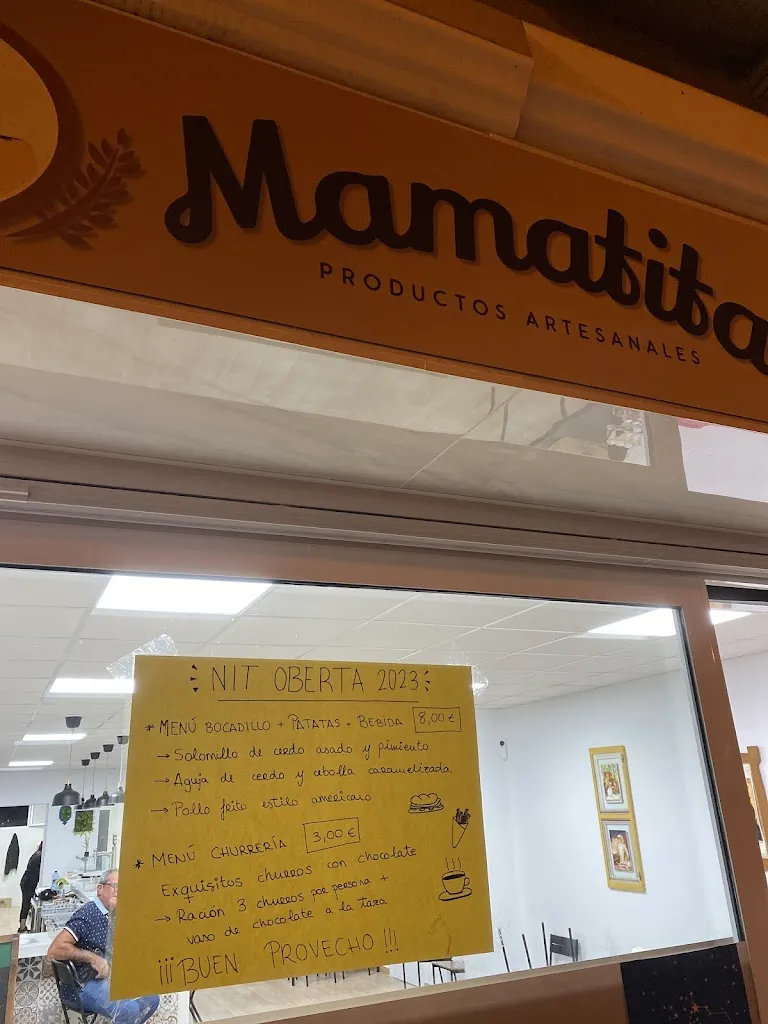 Mamatita
PRODUCTOS ARTESANALES
NIT OBERTA 2023
* MENÚ BOCADILLO + PATATAS + BEBIDA 8,00 €
→ Solomillo de cerdo asado y pimiento
→ Aguja de cerdo y cebolla caramelizada
→ Pollo frito estilo americano
* MENÚ CHURRERÍA 3,00 €
Exquisitos churros con chocolate
→ Ración 3 churros por persona +
vaso de chocolate a la taza
¡¡¡BUEN PROVECHO!!!